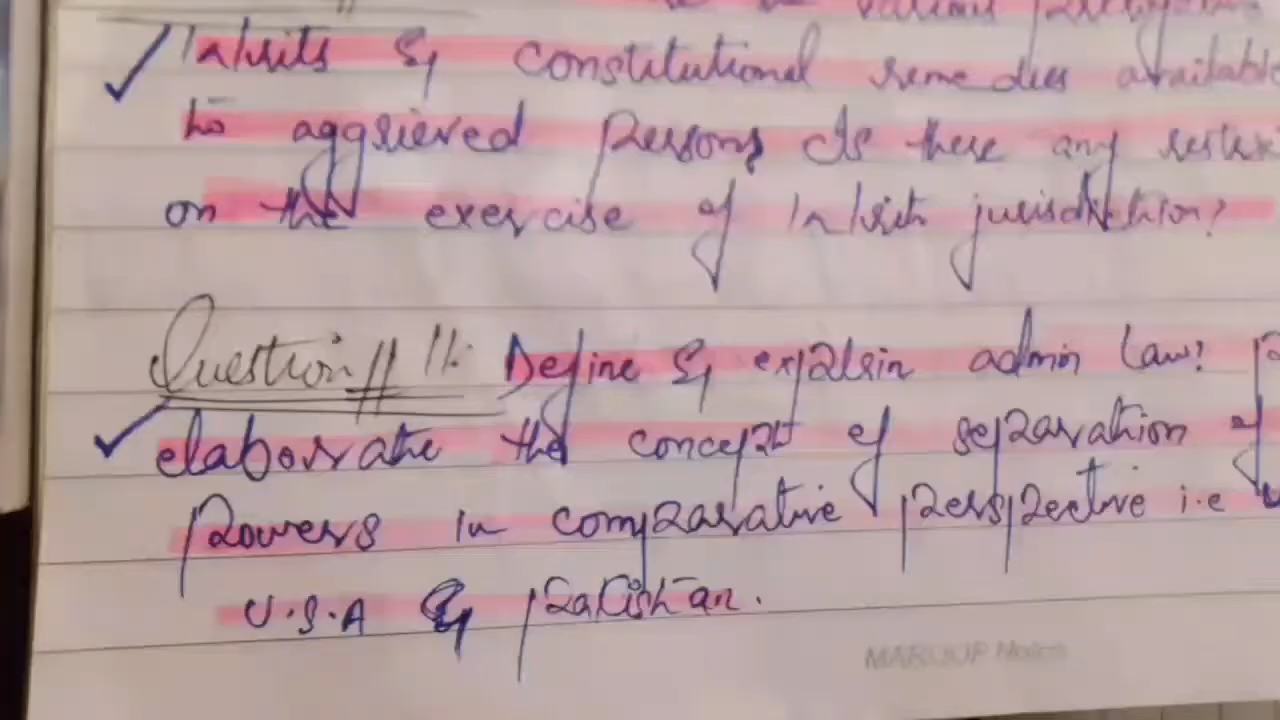 various
Writs & constitutional remedies available
to aggrieved persons Is there any
on the exercise of writ jurisdiction?
Question # 11: Define & explain admin law?
elaborate the concept of separation of
powers in comparative perspective i.e
U.S.A & pakistan.